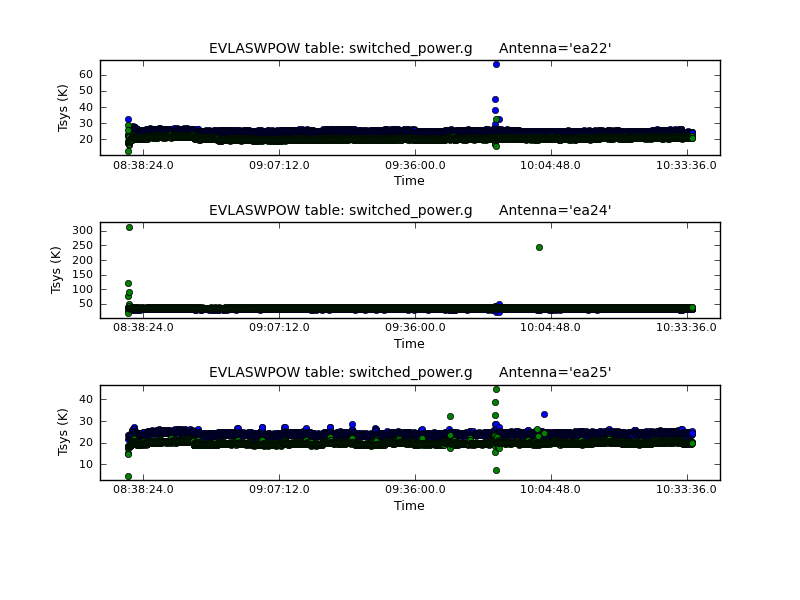 EVLASWPOW table: switched_power.g Antenna='ea22'
60
50
40
30
20
Tsys (K)
08:38:24.0 09:07:12.0 09:36:00.0 10:04:48.0 10:33:36.0
Time
EVLASWPOW table: switched_power.g Antenna='ea24'
300
250
200
150
100
50
Tsys (K)
08:38:24.0 09:07:12.0 09:36:00.0 10:04:48.0 10:33:36.0
Time
EVLASWPOW table: switched_power.g Antenna='ea25'
40
30
20
10
Tsys (K)
08:38:24.0 09:07:12.0 09:36:00.0 10:04:48.0 10:33:36.0
Time